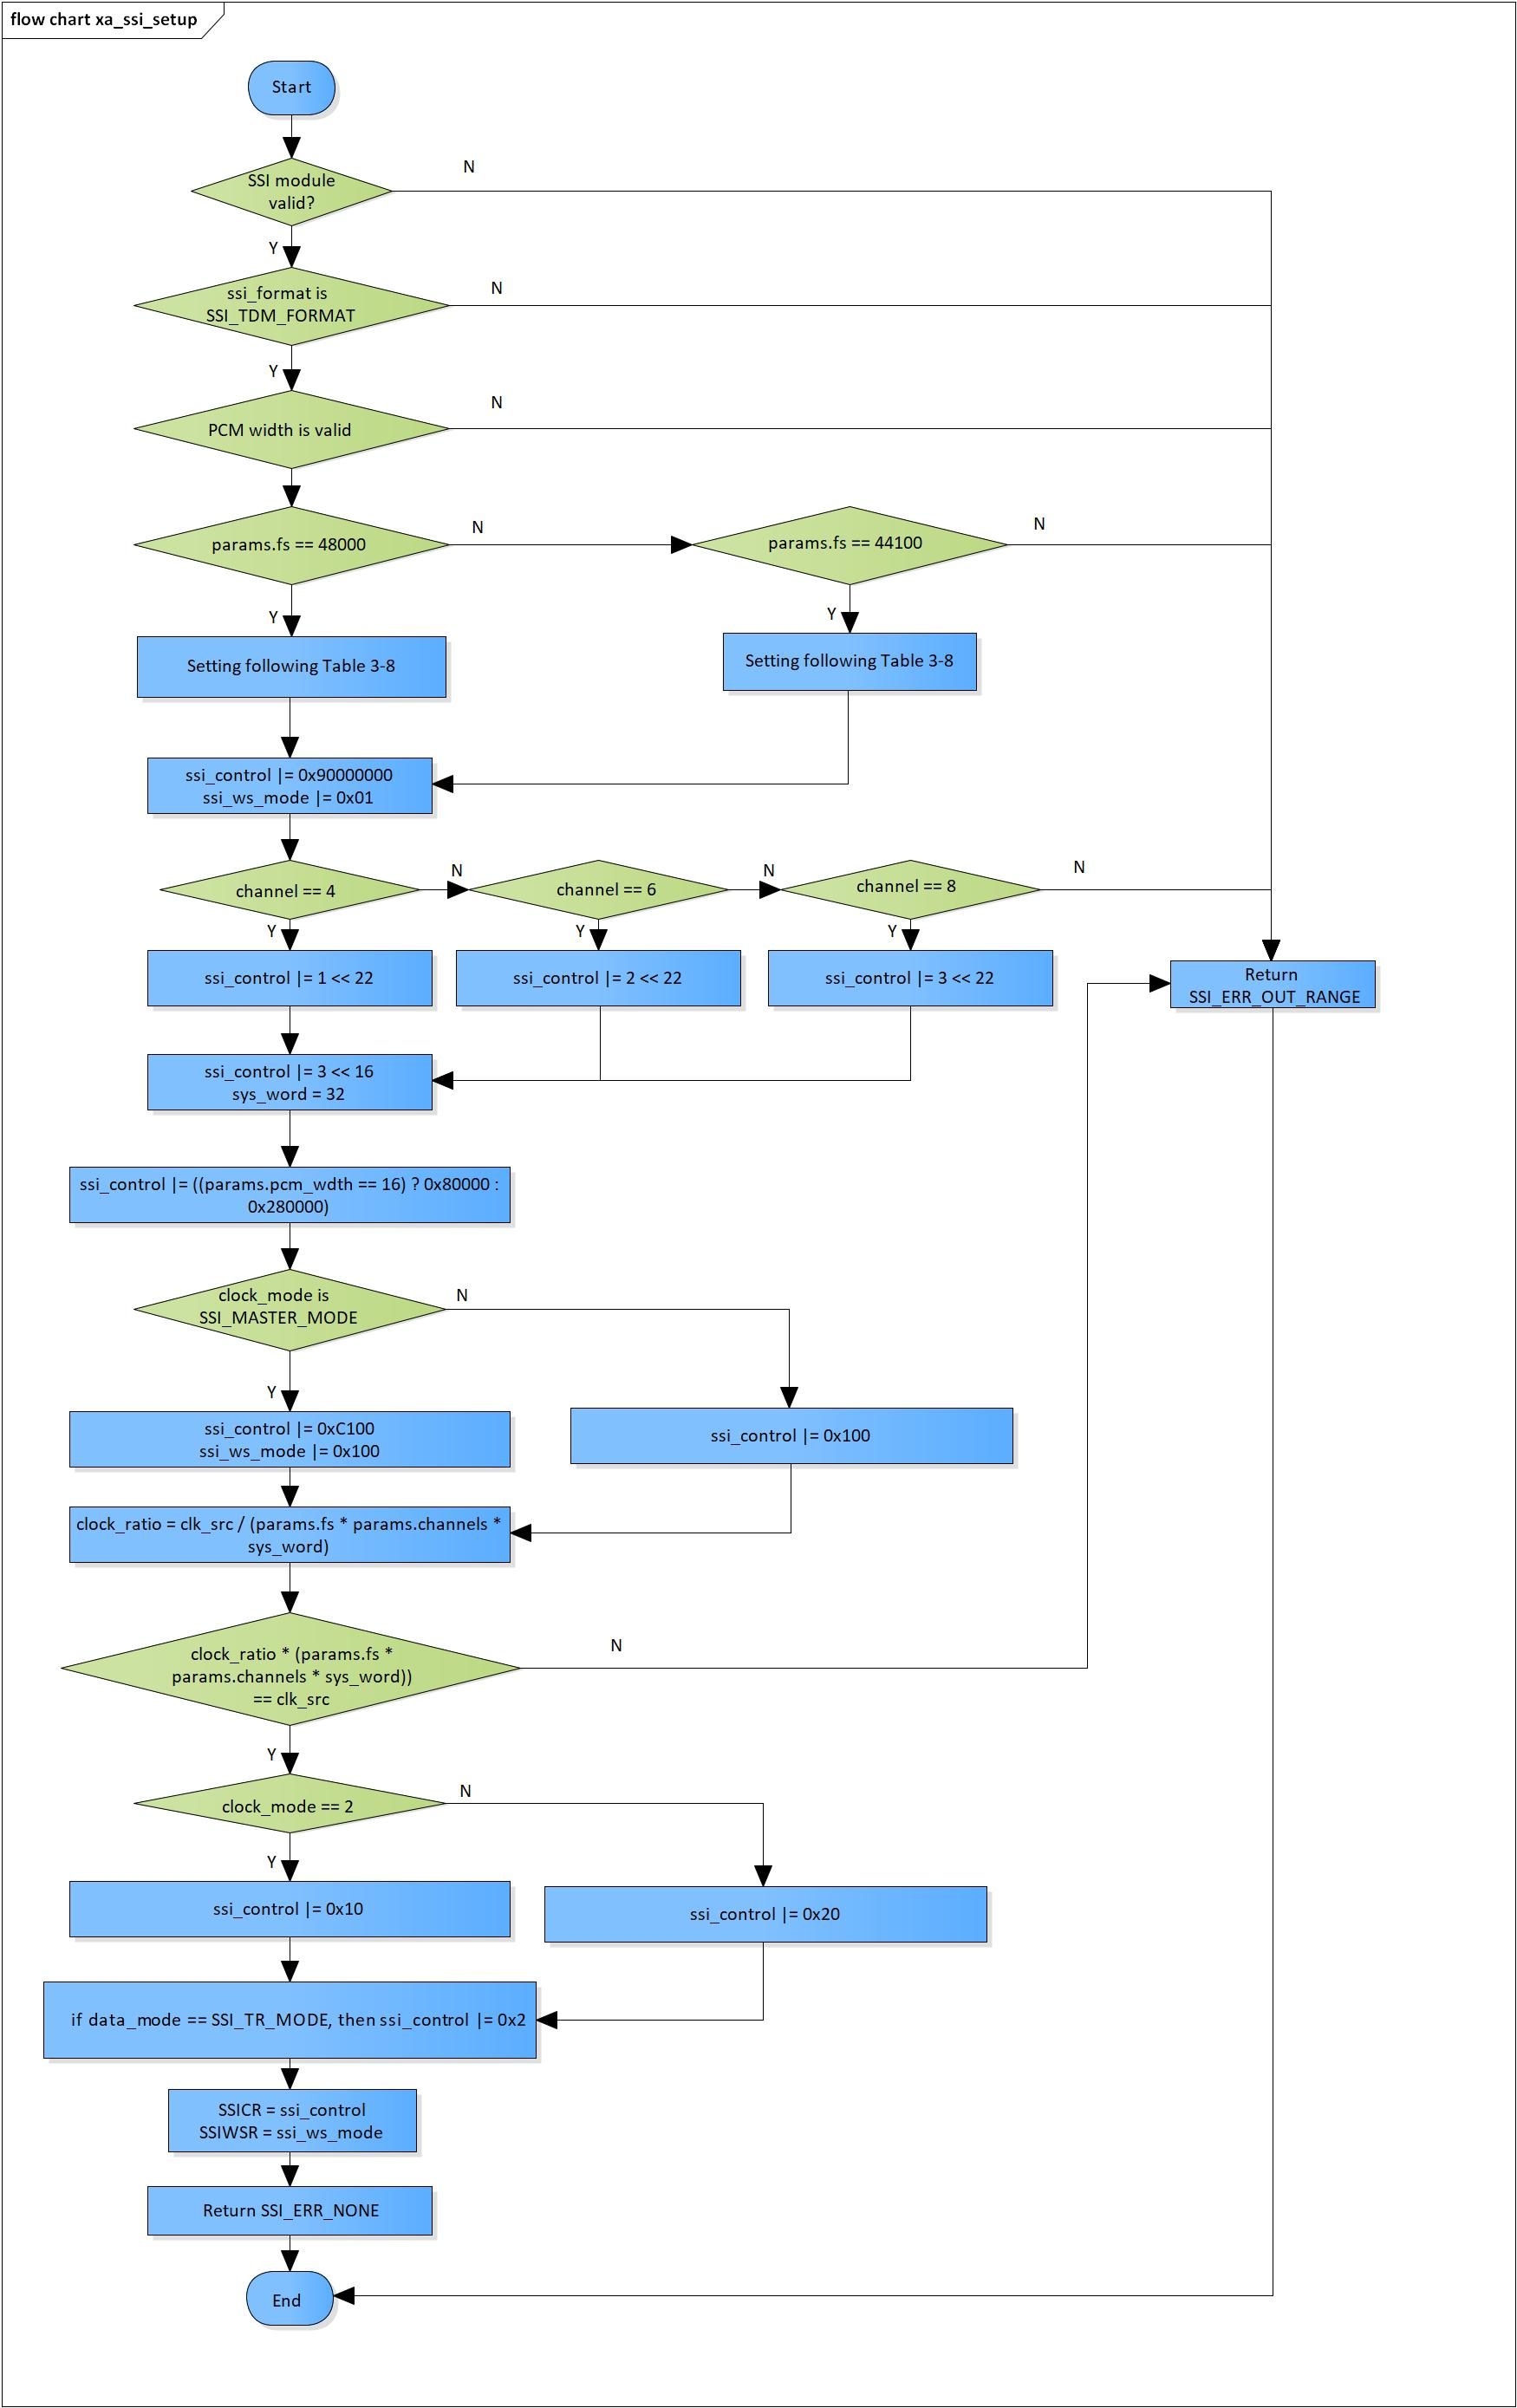 flow chart xa_ssi_setup
Start
SSI module
valid?
N
Y
ssi_format is
SSI_TDM_FORMAT
N
Y
PCM width is valid
N
params.fs == 48000
N
params.fs == 44100
N
Y
Y
Setting following Table 3-8
Setting following Table 3-8
ssi_control |= 0x90000000
ssi_ws_mode |= 0x01
channel == 4
N
channel == 6
N
channel == 8
N
Y
Y
Y
ssi_control |= 1 << 22
ssi_control |= 2 << 22
ssi_control |= 3 << 22
Return
SSI_ERR_OUT_RANGE
ssi_control |= 3 << 16
sys_word = 32
ssi_control |= ((params.pcm_wdth == 16) ? 0x80000 :
0x280000)
clock_mode is
SSI_MASTER_MODE
N
Y
ssi_control |= 0xC100
ssi_ws_mode |= 0x100
ssi_control |= 0x100
clock_ratio = clk_src / (params.fs * params.channels *
sys_word)
clock_ratio * (params.fs *
params.channels * sys_word))
== clk_src
N
Y
clock_mode == 2
N
Y
ssi_control |= 0x10
ssi_control |= 0x20
if data_mode == SSI_TR_MODE, then ssi_control |= 0x2
SSICR = ssi_control
SSIWSR = ssi_ws_mode
Return SSI_ERR_NONE
End